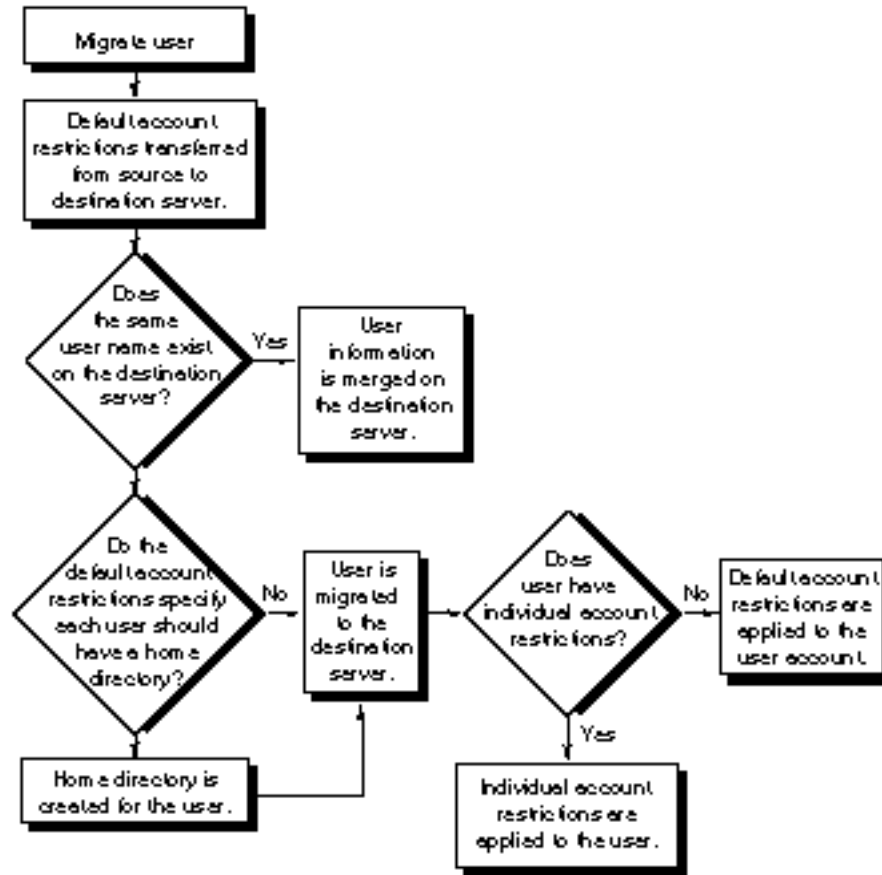 Migrate user
Default account
restrictions transferred
from source to
destination server.
Does
the same
user name exist
on the destination
server?
Yes
User
information
is merged on
the destination
server.
Do the
default account
restrictions specify
each user should
have a home
directory?
No
User is
migrated
to the
destination
server.
Does
user have
individual account
restrictions?
No
Default account
restrictions are
applied to the
user account.
Yes
Home directory is
created for the user.
Individual account
restrictions are
applied to the user.